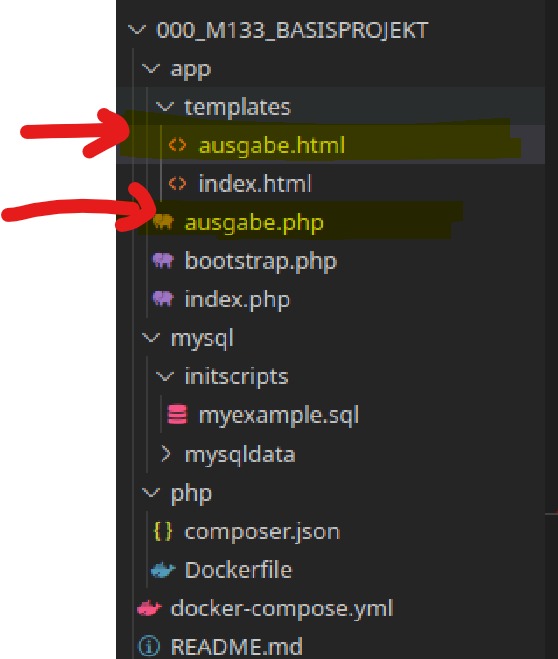 000_M133_BASISPROJEKT
app
templates
ausgabe.html
index.html
ausgabe.php
bootstrap.php
index.php
mysql
initscripts
myexample.sql
mysqldata
php
composer.json
Dockerfile
docker-compose.yml
README.md